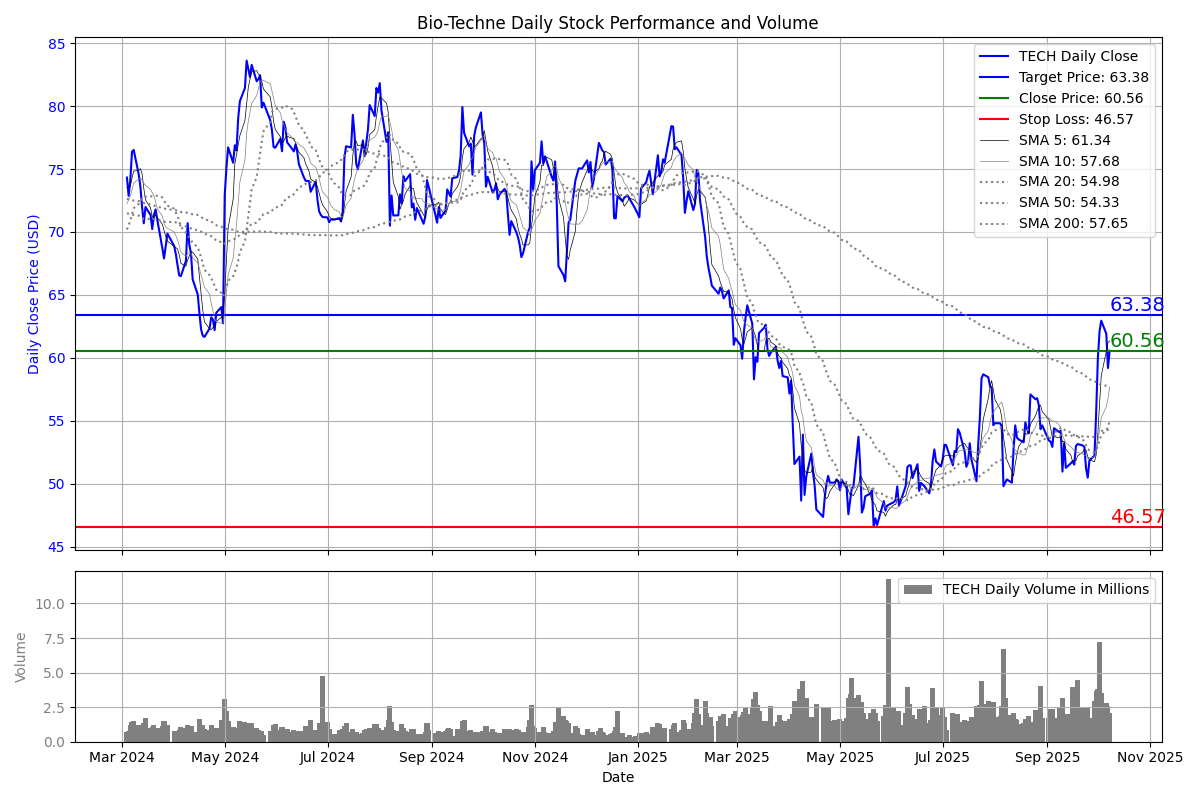 Bio-Techne Daily Stock Performance and Volume
85
80
75
70
65
60
55
50
45
Daily Close Price (USD)
TECH Daily Close
Target Price: 63.38
Close Price: 60.56
Stop Loss: 46.57
SMA 5: 61.34
SMA 10: 57.68
SMA 20: 54.98
SMA 50: 54.33
SMA 200: 57.65
63.38
60.56
46.57
10.0
7.5
5.0
2.5
0.0
Volume
TECH Daily Volume in Millions
Mar 2024 May 2024 Jul 2024 Sep 2024 Nov 2024 Jan 2025 Mar 2025 May 2025 Jul 2025 Sep 2025 Nov 2025
Date